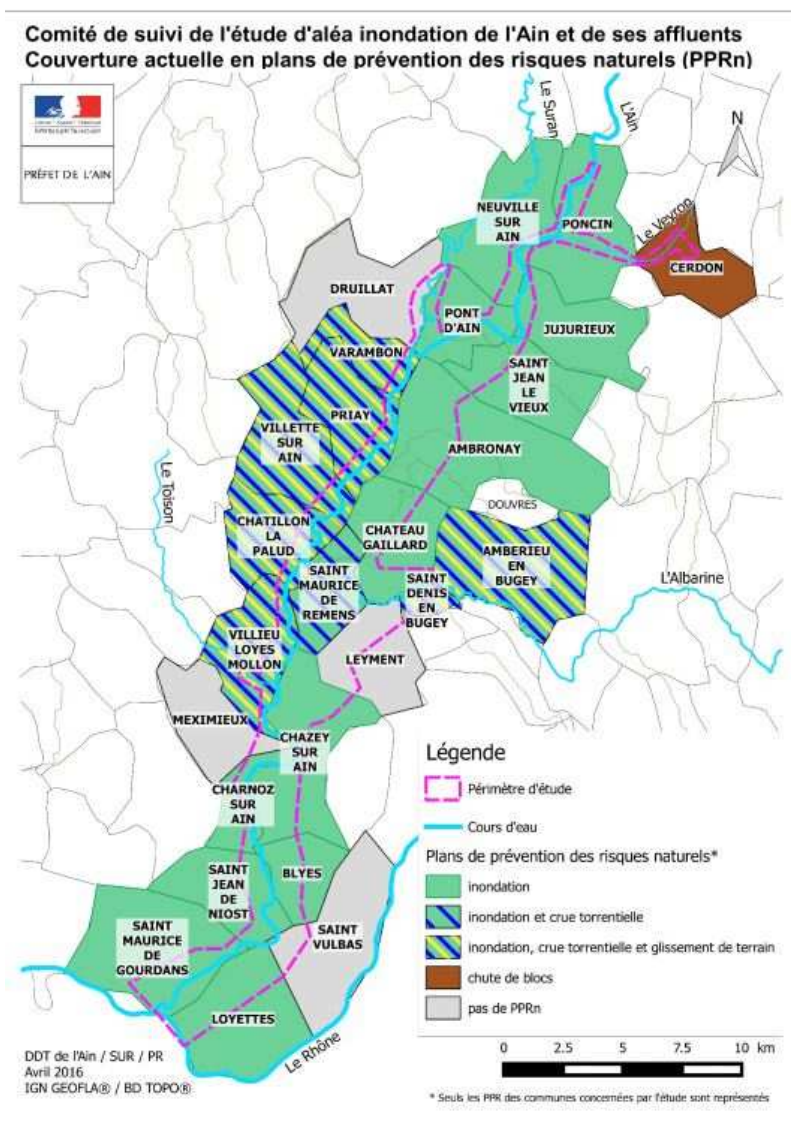 Comité de suivi de l'étude d'aléa inondation de l'Ain et de ses affluents
Couverture actuelle en plans de prévention des risques naturels (PPRn)
PRÉFET DE L'AIN
Le Suran
L'Ain
N
NEUVILLE
SUR
AIN
PONCIN
Le Veyron
CERDON
DRUILLAT
PONT
D'AIN
JUJURIEUX
VARAMBON
SAINT
JEAN
LE
VIEUX
PRIAY
VILLETTE
SUR
AIN
AMBRONAY
Le Toison
DOUVRES
CHATILLON
LA
PALUD
CHATEAU
GAILLARD
AMBERIEU
EN
BUGEY
SAINT
MAURICE
DE
REMENS
SAINT
DENIS
EN
BUGEY
L'Albarine
VILLIEU
LOYES
MOLLON
LEYMENT
MEXIMIEUX
CHAZEY
SUR
AIN
CHARNOZ
SUR
AIN
SAINT
JEAN
DE
NIOST
BLYES
SAINT
MAURICE
DE
GOURDANS
SAINT
VULBAS
LOYETTES
Le Rhône
Légende
Périmètre d'étude
Cours d'eau
Plans de prévention des risques naturels*
inondation
inondation et crue torrentielle
inondation, crue torrentielle et glissement de terrain
chute de blocs
pas de PPRn
0 2.5 5 7.5 10 km
DDT de l'Ain / SUR / PR
Avril 2016
IGN GEOFLA® / BD TOPO®
* Seuls les PPR des communes concernées par l'étude sont représentés